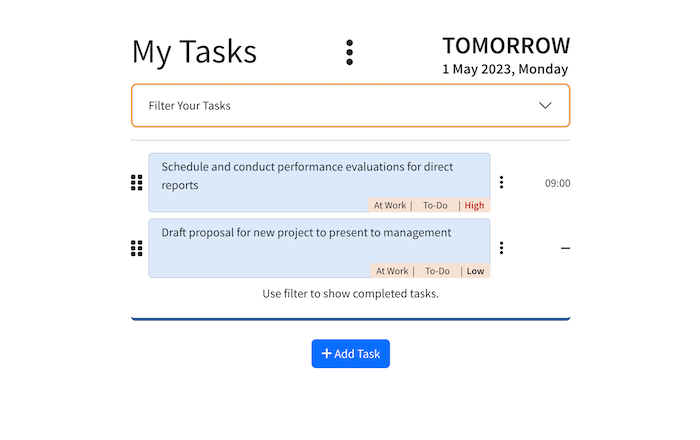 My Tasks
TOMORROW
1 May 2023, Monday
Filter Your Tasks
Schedule and conduct performance evaluations for direct
reports
At Work | To-Do | High
09:00
Draft proposal for new project to present to management
At Work | To-Do | Low
–
Use filter to show completed tasks.
+ Add Task